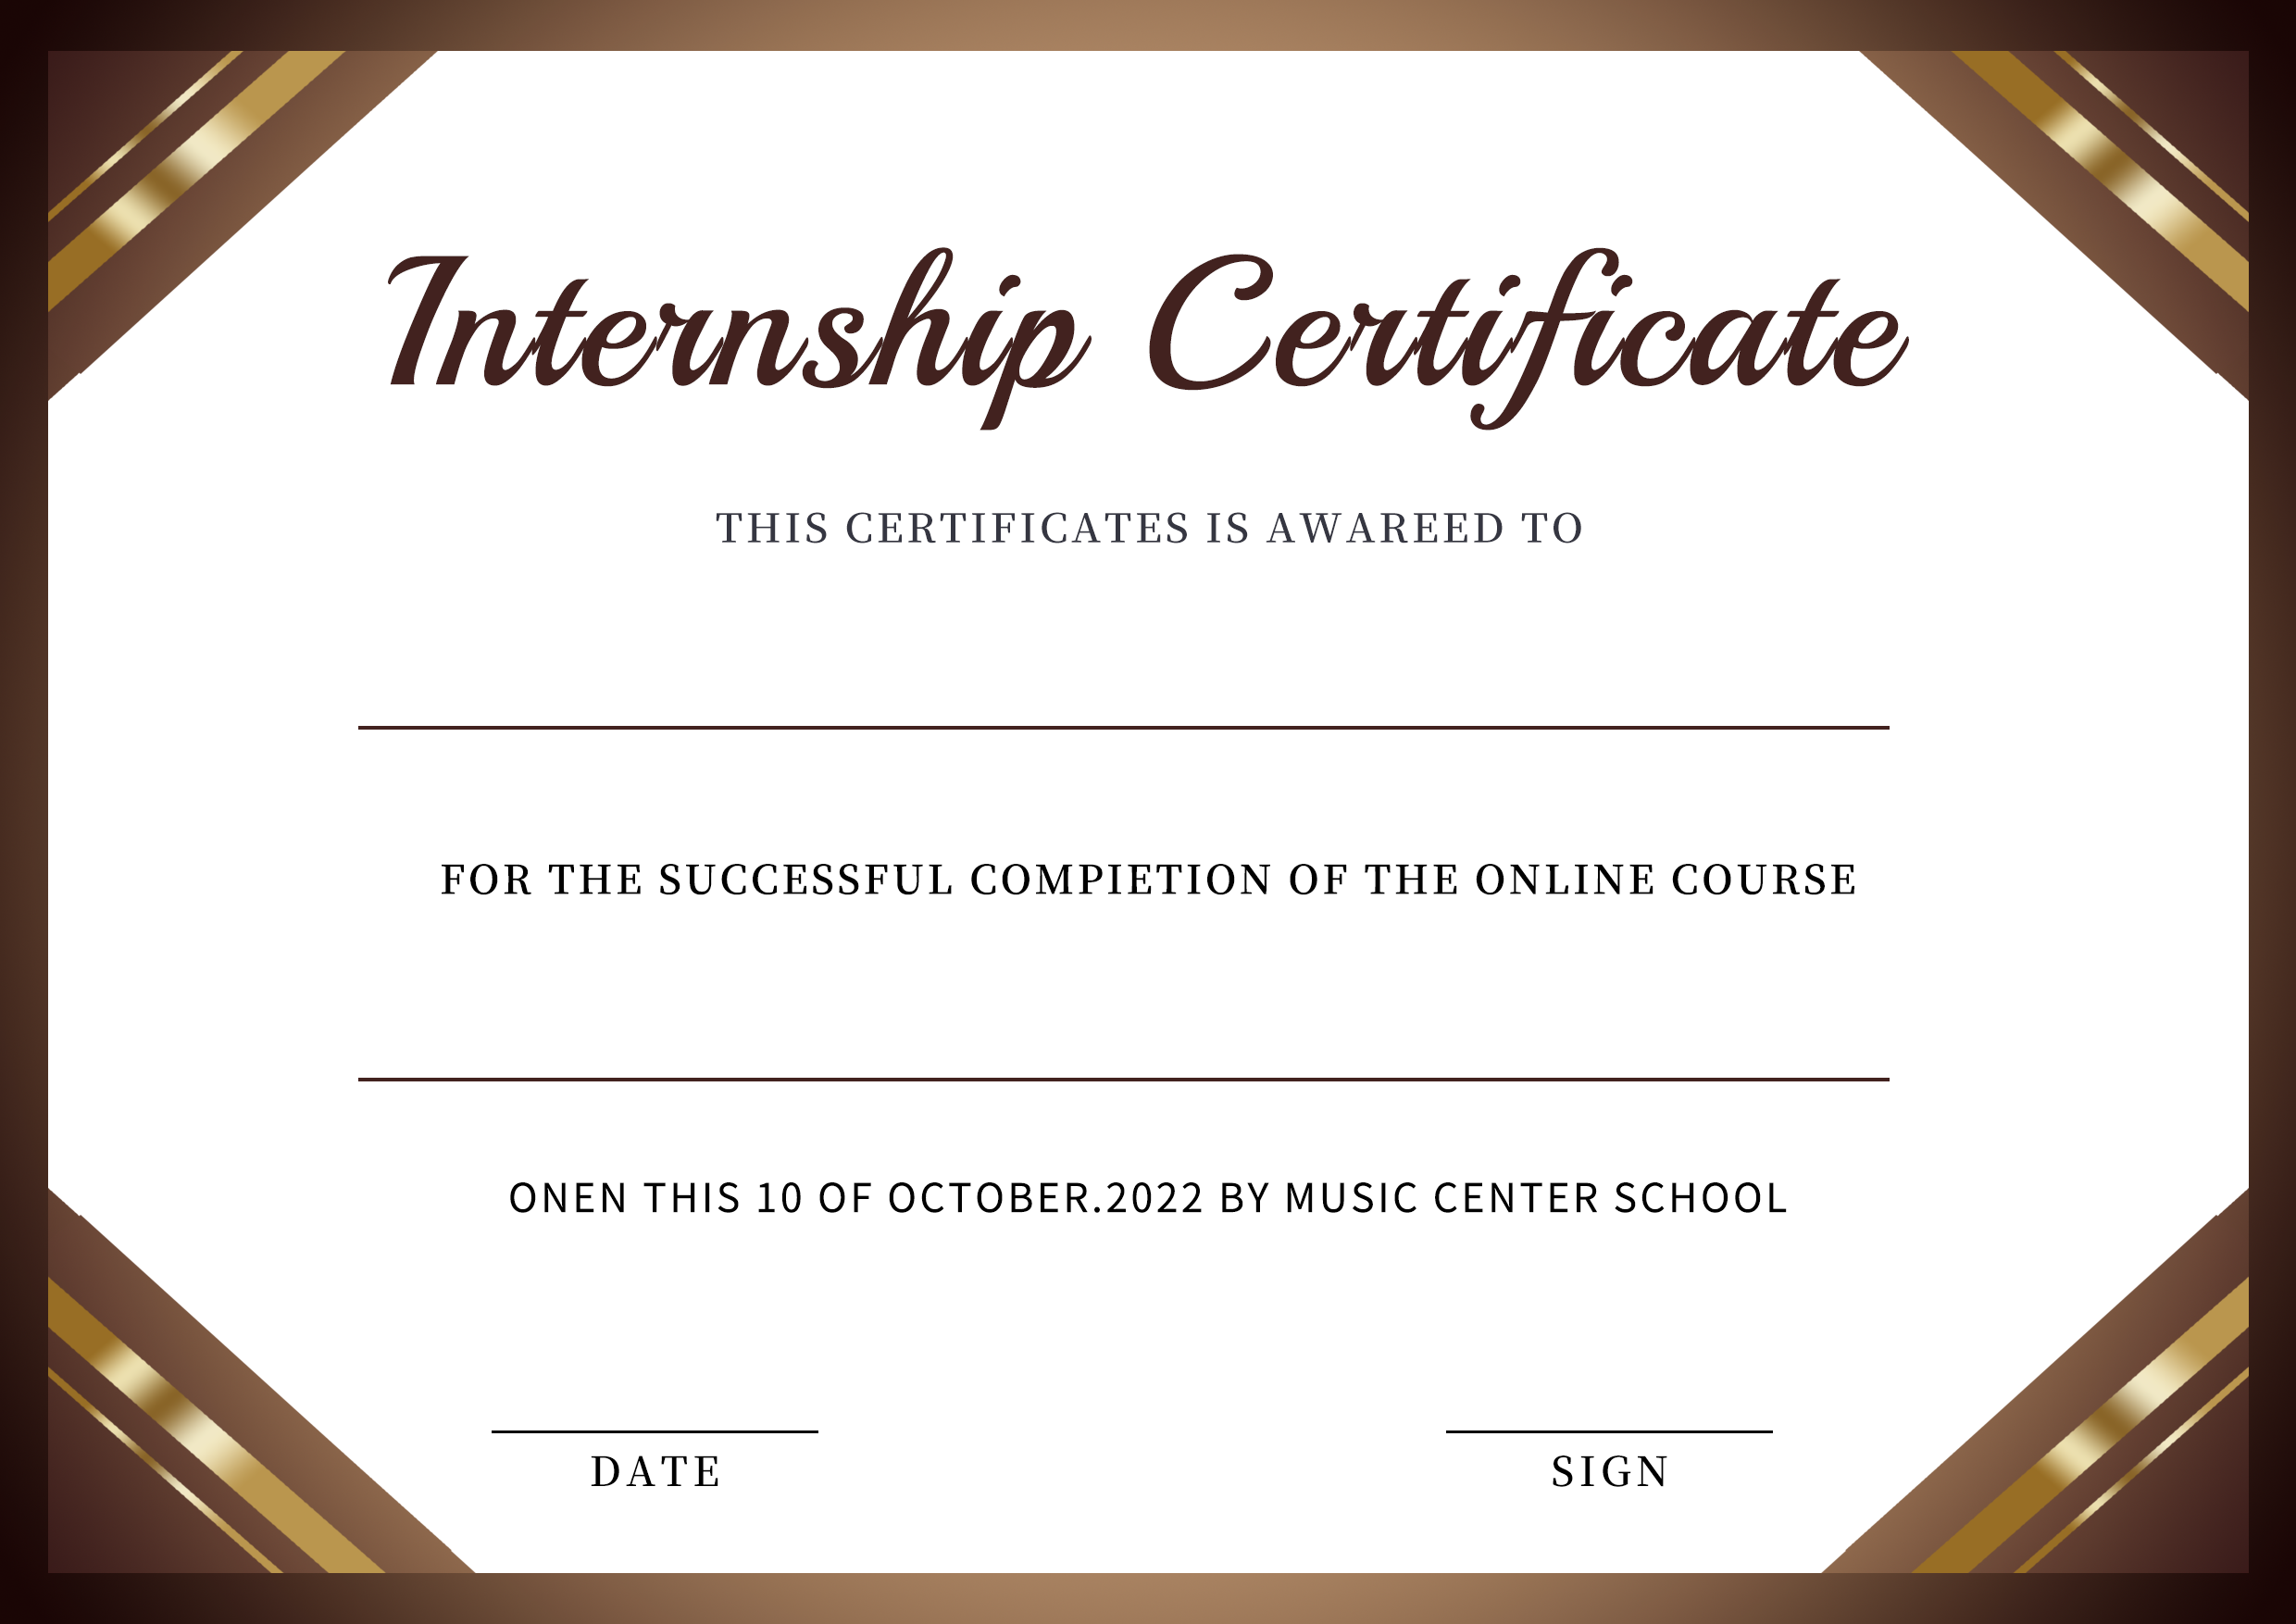 Internship Certificate
THIS CERTIFICATES IS AWAREED TO
FOR THE SUCCESSFUL COMPIETION OF THE ONLINE COURSE
ONEN THIS 10 OF OCTOBER.2022 BY MUSIC CENTER SCHOOL
DATE
SIGN